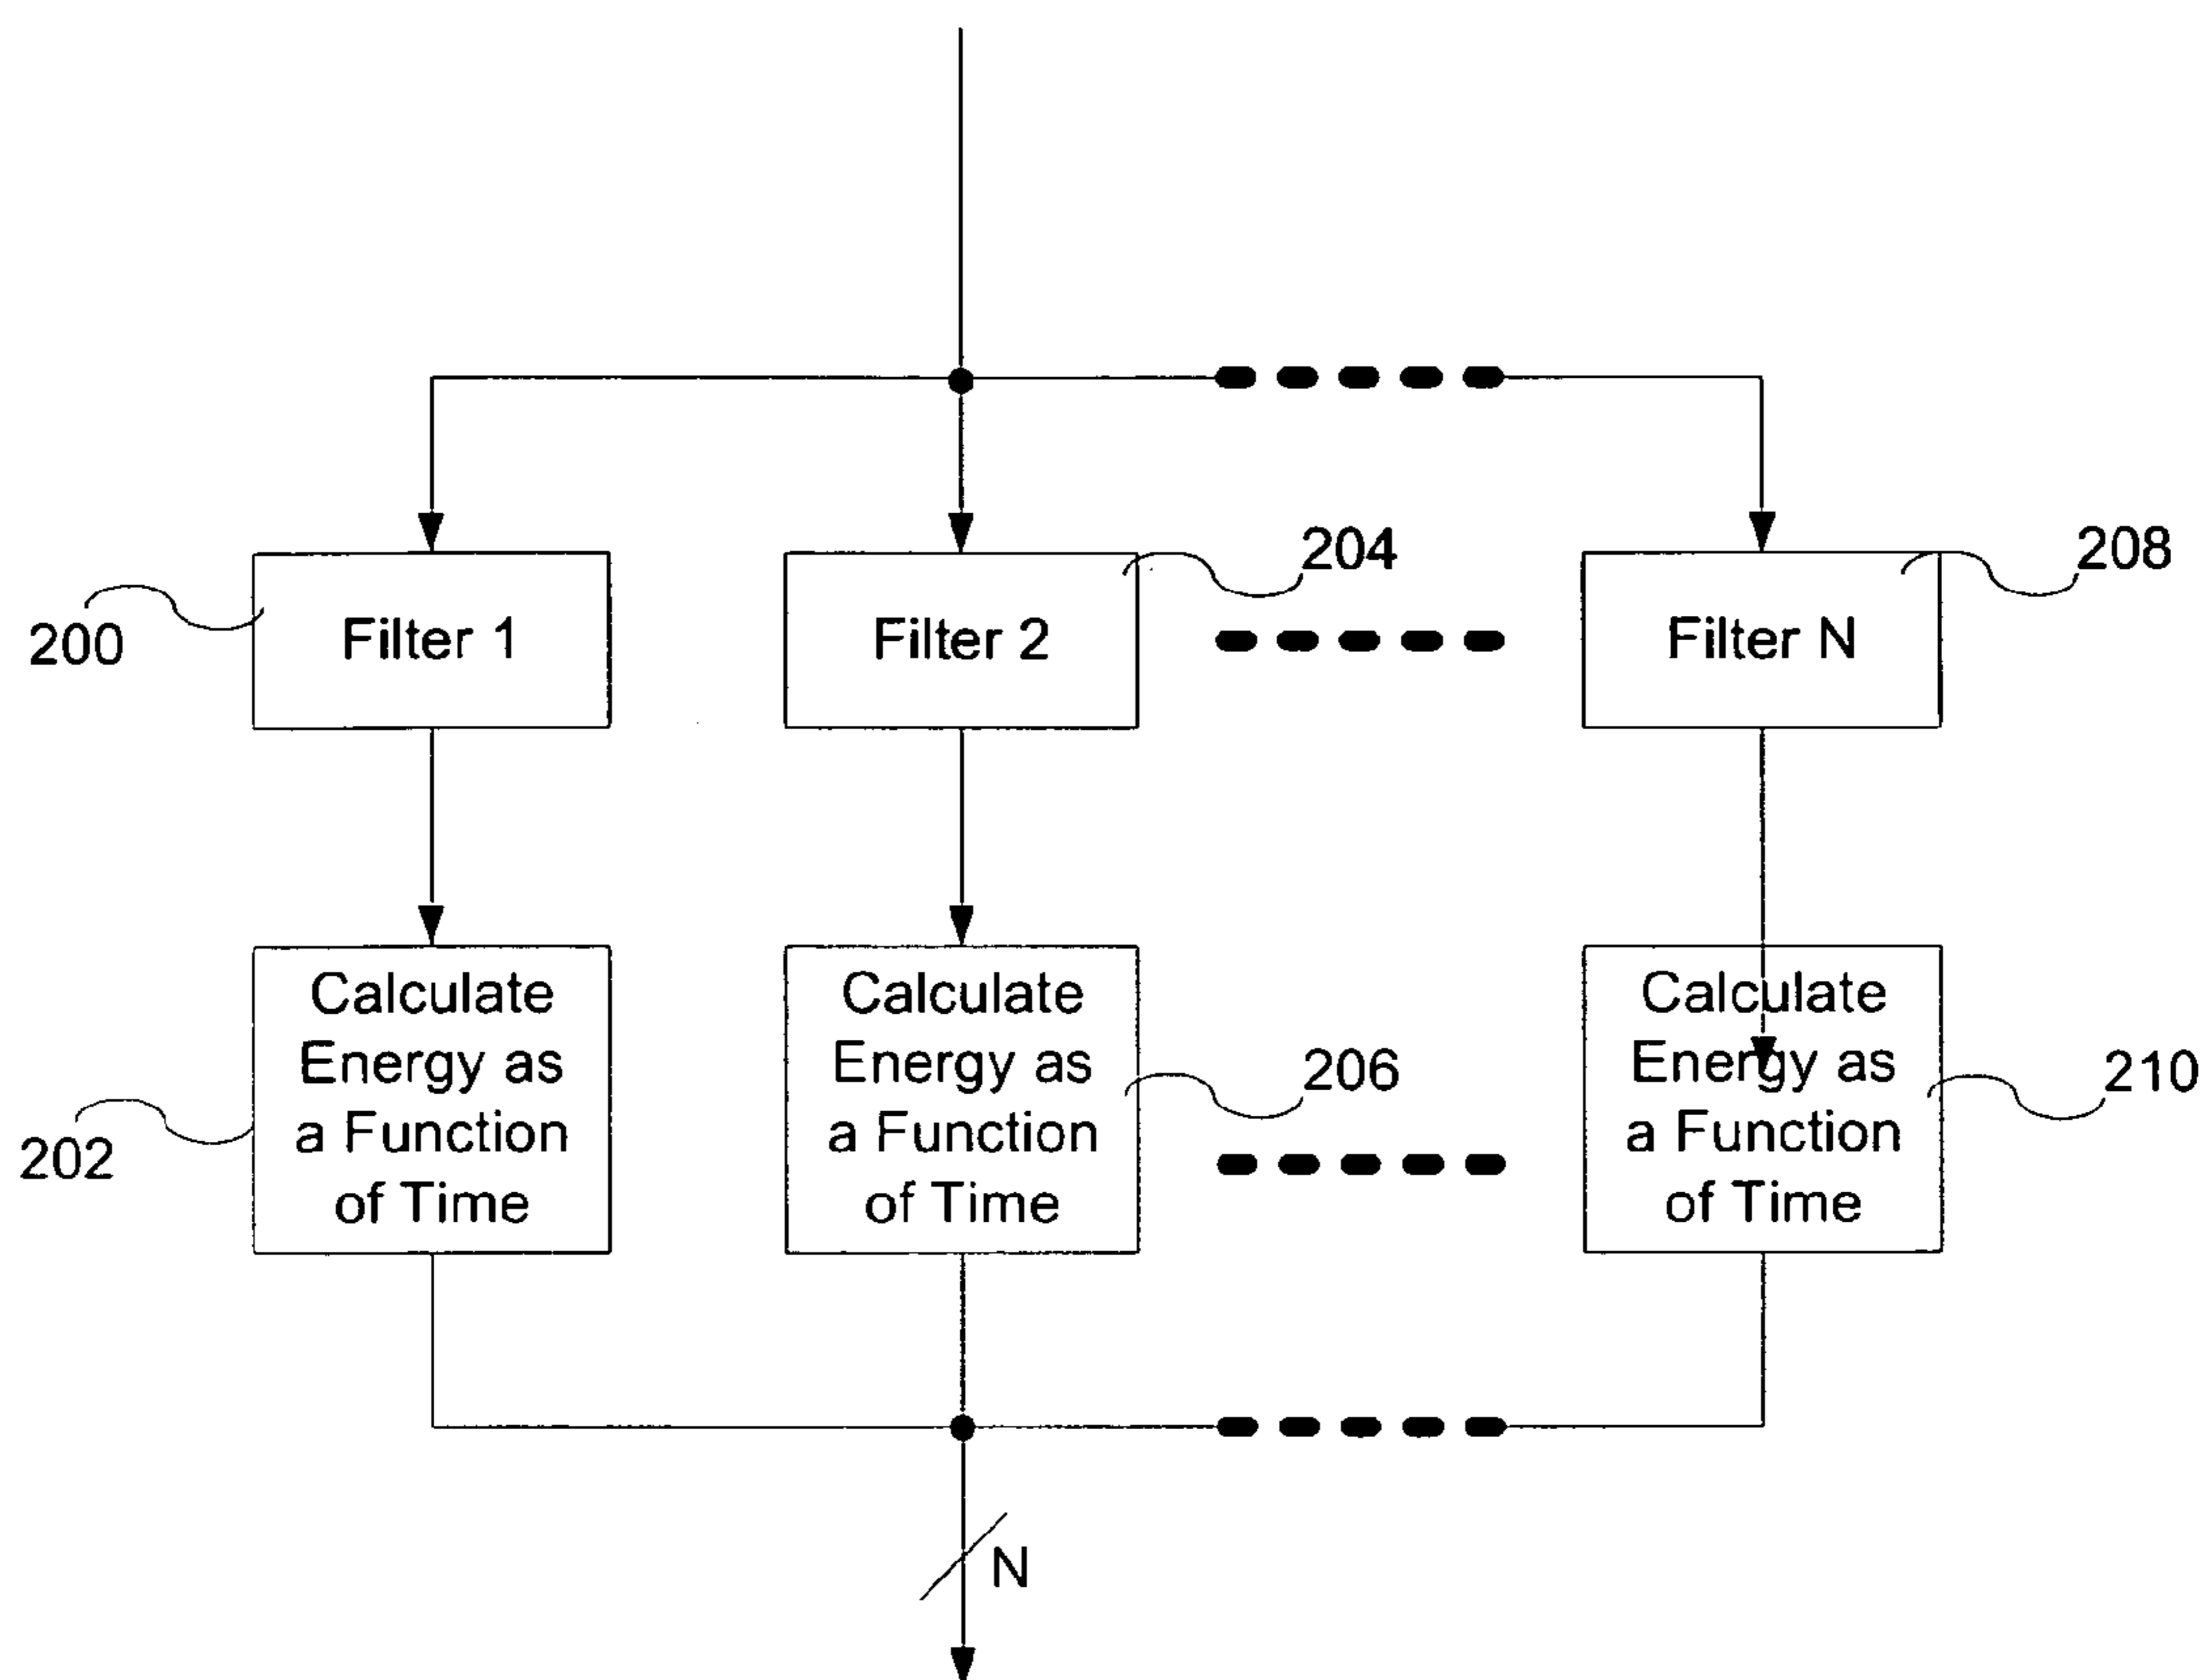 204
208
200
Filter 1
Filter 2
Filter N
Calculate
Energy as
a Function
of Time
202
Calculate
Energy as
a Function
of Time
206
Calculate
Energy as
a Function
of Time
210
N